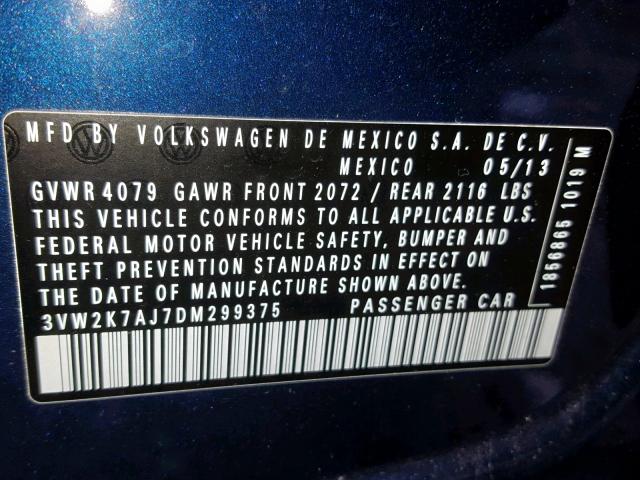 MFD BY VOLKSWAGEN DE MEXICO S.A. DE C.V.
MEXICO 05/13
GVWR 4079 GAWR FRONT 2072 / REAR 2116 LBS
THIS VEHICLE CONFORMS TO ALL APPLICABLE U.S.
FEDERAL MOTOR VEHICLE SAFETY, BUMPER AND
THEFT PREVENTION STANDARDS IN EFFECT ON
THE DATE OF MANUFACTURE SHOWN ABOVE.
3VW2K7AJ7DM299375 PASSENGER CAR
1856865 1019 M